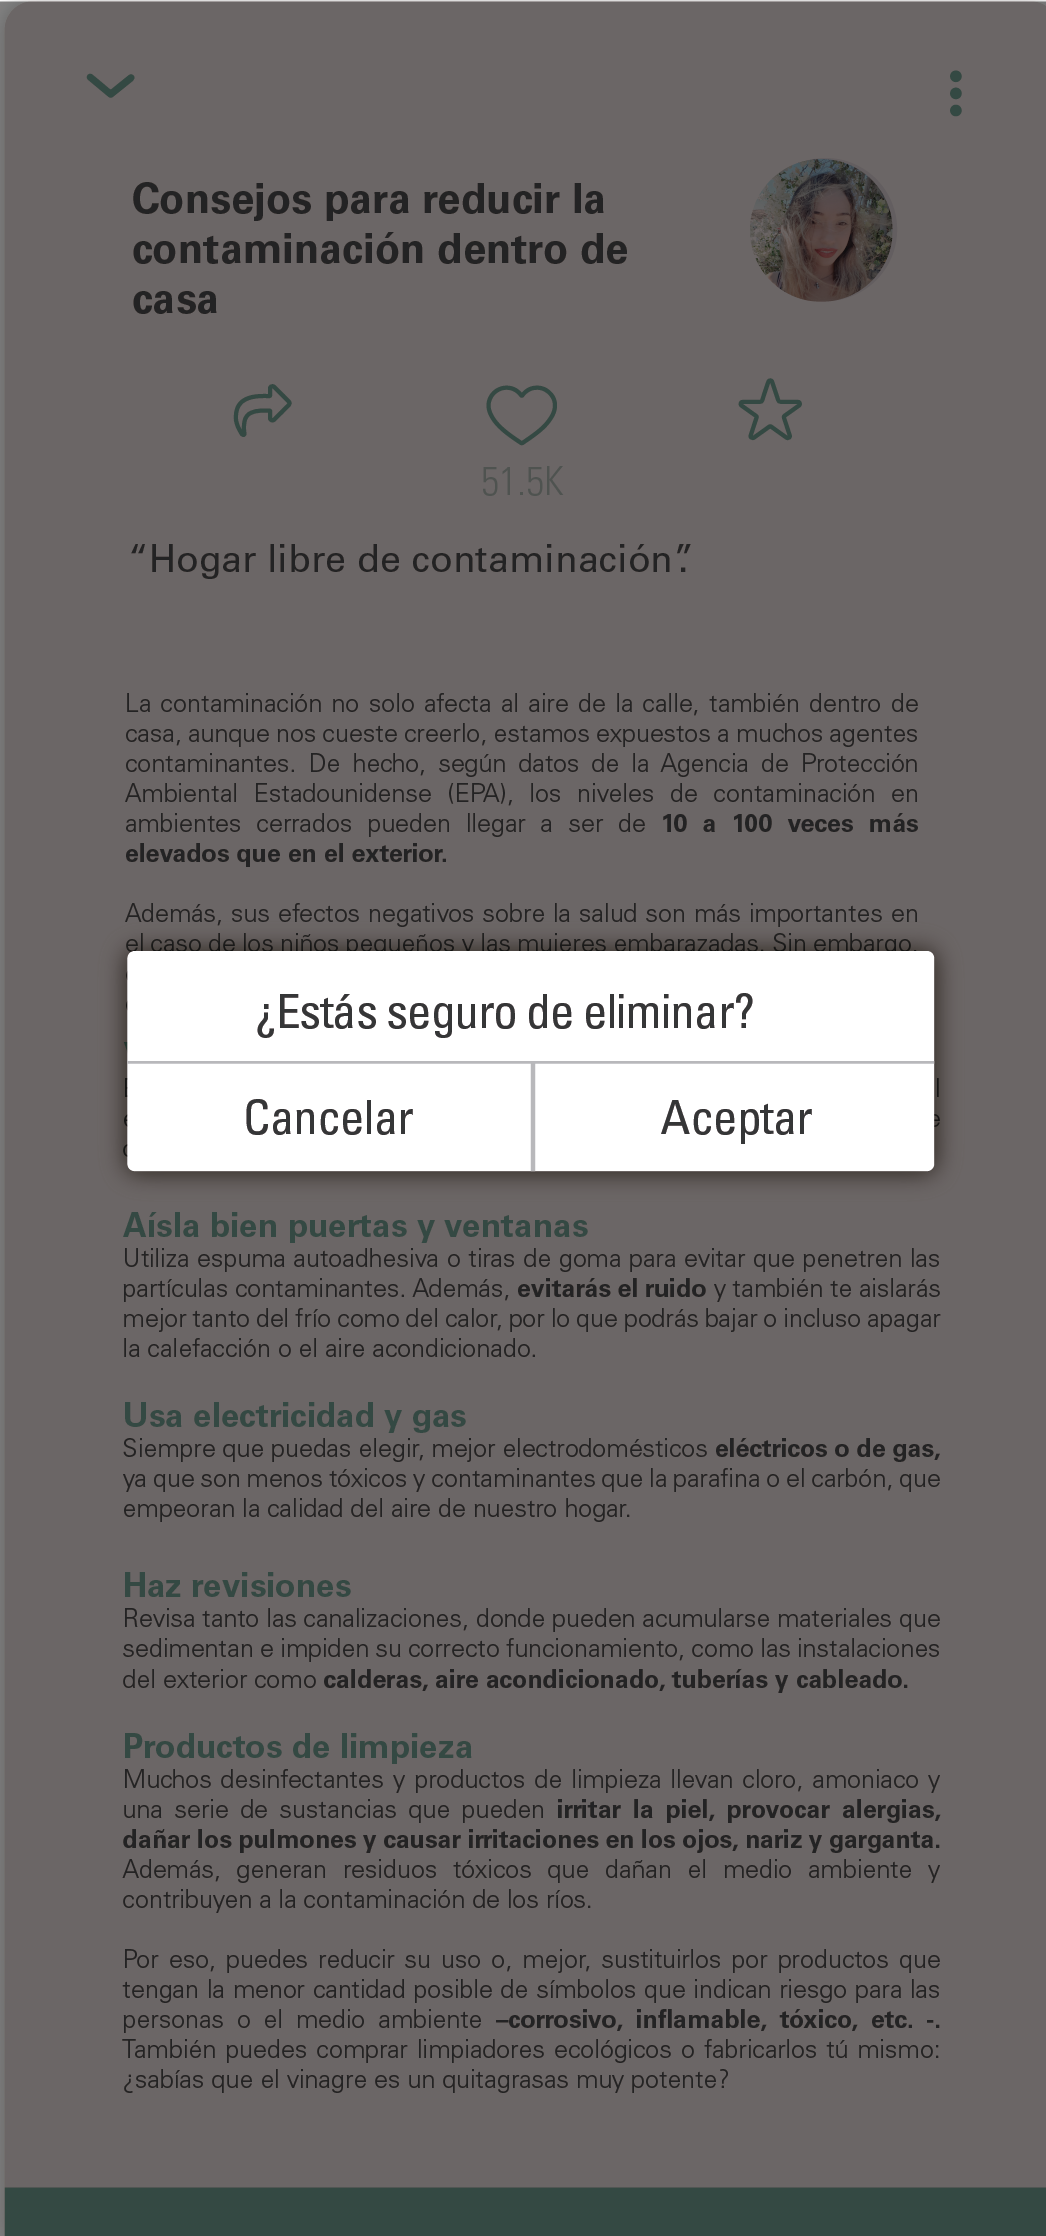 Consejos para reducir la
contaminación dentro de
casa
51.5K
“Hogar libre de contaminación”.
La contaminación no solo afecta al aire de la calle, también dentro de
casa, aunque nos cueste creerlo, estamos expuestos a muchos agentes
contaminantes. De hecho, según datos de la Agencia de Protección
Ambiental Estadounidense (EPA), los niveles de contaminación en
ambientes cerrados pueden llegar a ser de 10 a 100 veces más
elevados que en el exterior.
Además, sus efectos negativos sobre la salud son más importantes en
el caso de los niños pequeños y las mujeres embarazadas. Sin embargo,
¿Estás seguro de eliminar?
Cancelar
Aceptar
Aísla bien puertas y ventanas
Utiliza espuma autoadhesiva o tiras de goma para evitar que penetren las
partículas contaminantes. Además, evitarás el ruido y también te aislarás
mejor tanto del frío como del calor, por lo que podrás bajar o incluso apagar
la calefacción o el aire acondicionado.
Usa electricidad y gas
Siempre que puedas elegir, mejor electrodomésticos eléctricos o de gas,
ya que son menos tóxicos y contaminantes que la parafina o el carbón, que
empeoran la calidad del aire de nuestro hogar.
Haz revisiones
Revisa tanto las canalizaciones, donde pueden acumularse materiales que
sedimentan e impiden su correcto funcionamiento, como las instalaciones
del exterior como calderas, aire acondicionado, tuberías y cableado.
Productos de limpieza
Muchos desinfectantes y productos de limpieza llevan cloro, amoniaco y
una serie de sustancias que pueden irritar la piel, provocar alergias,
dañar los pulmones y causar irritaciones en los ojos, nariz y garganta.
Además, generan residuos tóxicos que dañan el medio ambiente y
contribuyen a la contaminación de los ríos.
Por eso, puedes reducir su uso o, mejor, sustituirlos por productos que
tengan la menor cantidad posible de símbolos que indican riesgo para las
personas o el medio ambiente –corrosivo, inflamable, tóxico, etc. -.
También puedes comprar limpiadores ecológicos o fabricarlos tú mismo:
¿sabías que el vinagre es un quitagrasas muy potente?